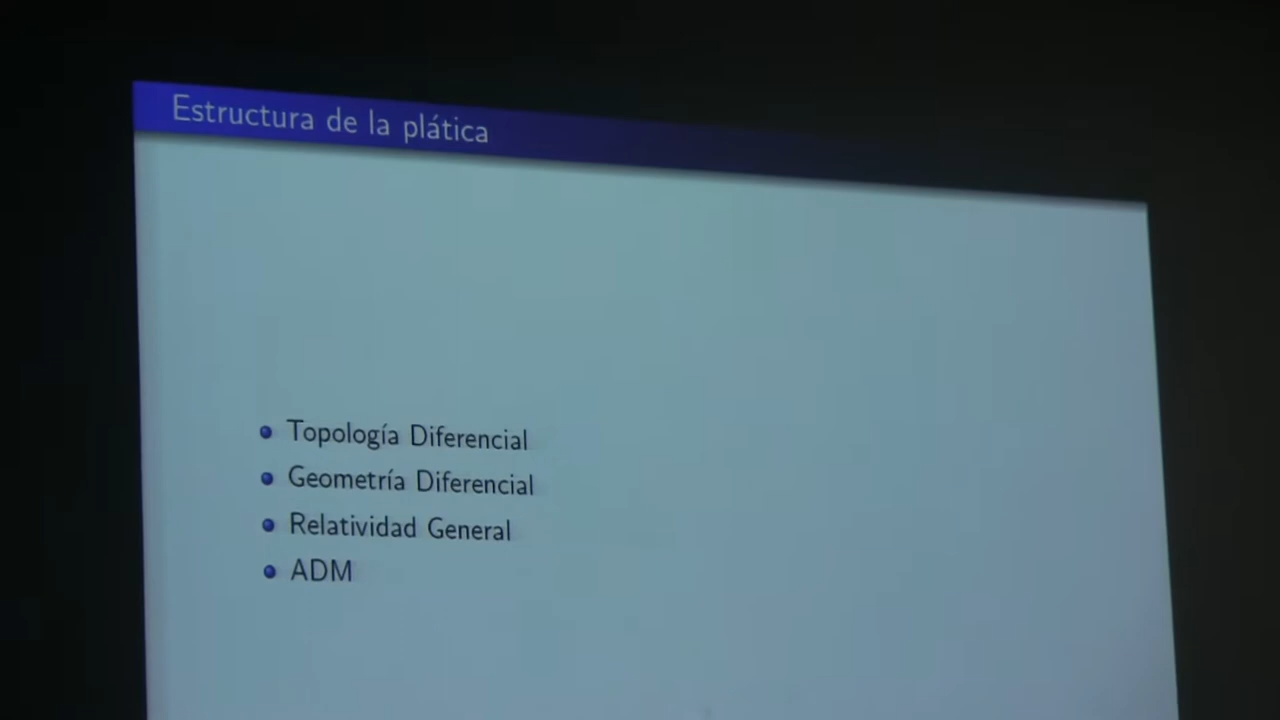 Estructura de la plática
Topología Diferencial
Geometría Diferencial
Relatividad General
ADM